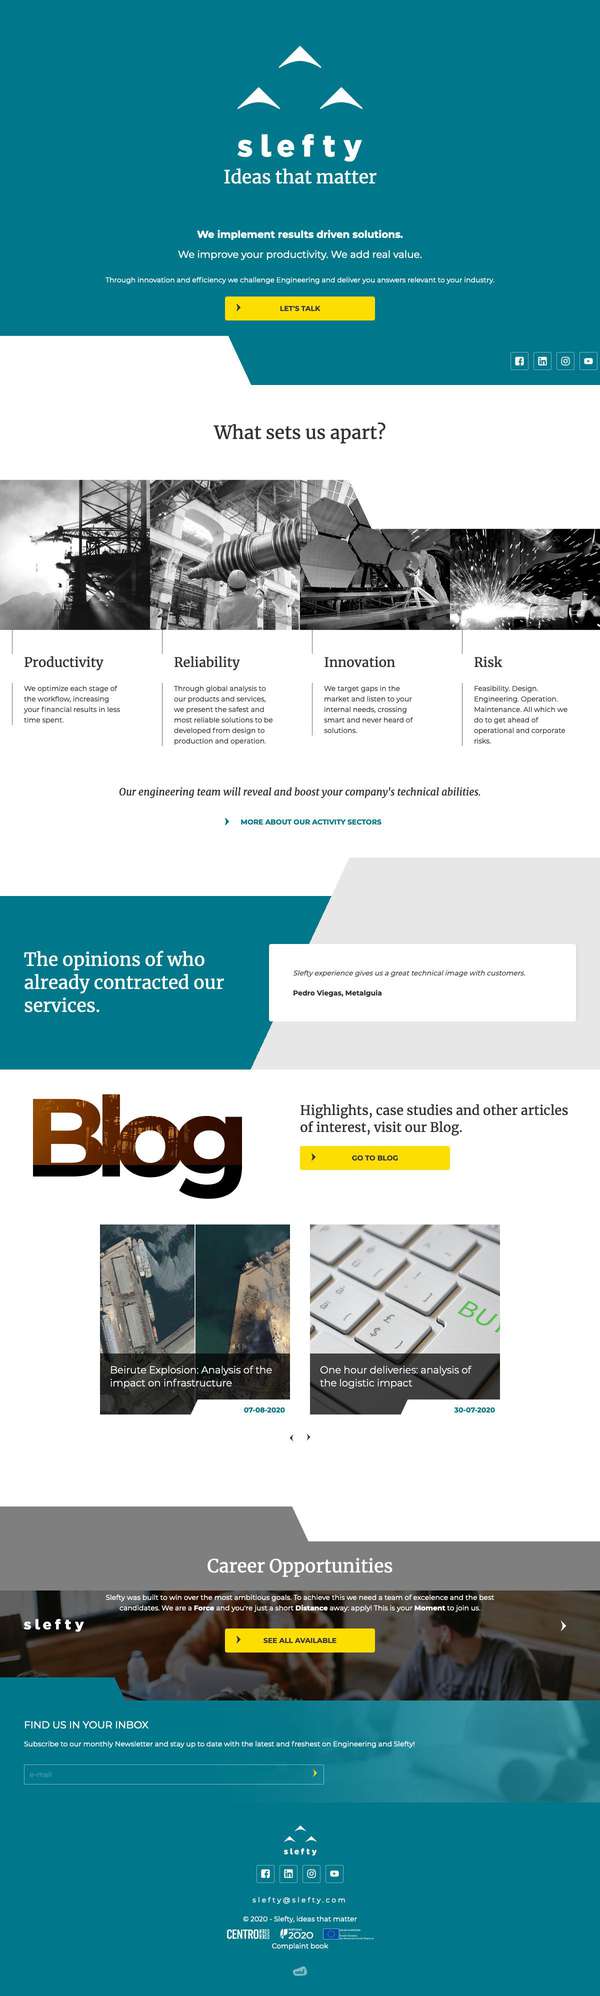 slefty
Ideas that matter
We implement results driven solutions.
We improve your productivity. We add real value.
Through innovation and efficiency we challenge Engineering and deliver you answers relevant to your industry.
LET'S TALK
What sets us apart?
Productivity
We optimize each stage of
the workflow, increasing
your financial results in less
time spent.
Reliability
Through global analysis to
our products and services,
we present the safest and
most reliable solutions to be
developed from design to
production and operation.
Innovation
We target gaps in the
market and listen to your
internal needs, crossing
smart and never heard of
solutions.
Risk
Feasibility. Design.
Engineering. Operation.
Maintenance. All which we
do to get ahead of
operational and corporate
risks.
Our engineering team will reveal and boost your company's technical abilities.
MORE ABOUT OUR ACTIVITY SECTORS
The opinions of who
already contracted our
services.
Slefty experience gives us a great technical image with customers.
Pedro Viegas, Metalguia
Blog
Highlights, case studies and other articles
of interest, visit our Blog.
GO TO BLOG
Beirute Explosion: Analysis of the
impact on infrastructure
07-08-2020
BUY
One hour deliveries: analysis of
the logistic impact
30-07-2020
Career Opportunities
Slefty was built to win over the most ambitious goals. To achieve this we need a team of excelence and the best
candidates. We are a Force and you're just a short Distance away: apply! This is your Moment to join us.
slefty
SEE ALL AVAILABLE
FIND US IN YOUR INBOX
Subscribe to our monthly Newsletter and stay up to date with the latest and freshest on Engineering and Slefty!
e-mail
slefty
slefty@slefty.com
© 2020 - Slefty, ideas that matter
CENTRO 2020
Complaint book